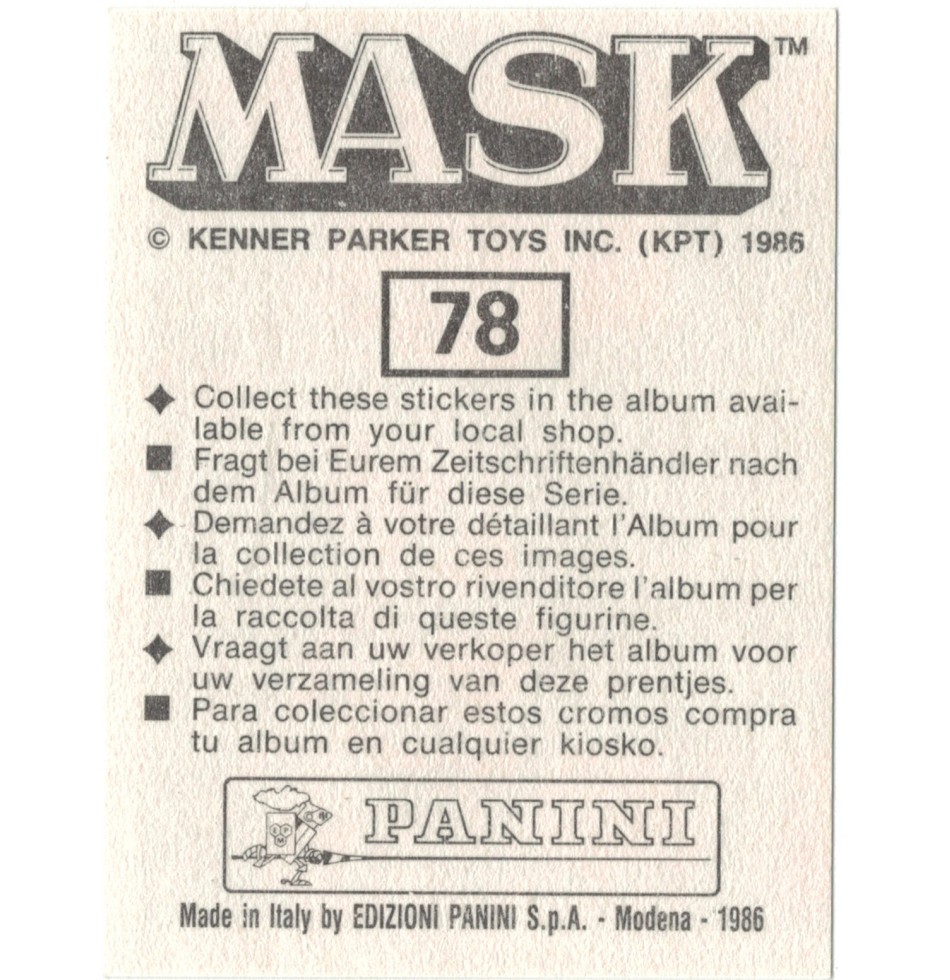 MASK™
© KENNER PARKER TOYS INC. (KPT) 1986
78
Collect these stickers in the album avai-
lable from your local shop.
Fragt bei Eurem Zeitschriftenhändler nach
dem Album für diese Serie.
Demandez à votre détaillant l'Album pour
la collection de ces images.
Chiedete al vostro rivenditore l'album per
la raccolta di queste figurine.
Vraagt aan uw verkoper het album voor
uw verzameling van deze prentjes.
Para coleccionar estos cromos compra
tu album en cualquier kiosko.
PANINI
Made in Italy by EDIZIONI PANINI S.p.A. - Modena - 1986